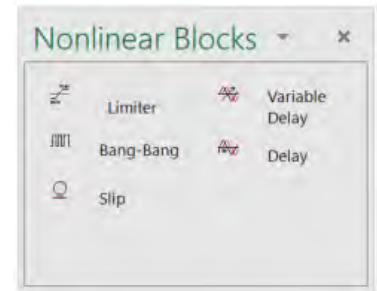 Nonlinear Blocks
Limiter
Variable
Delay
Bang-Bang
Delay
Slip